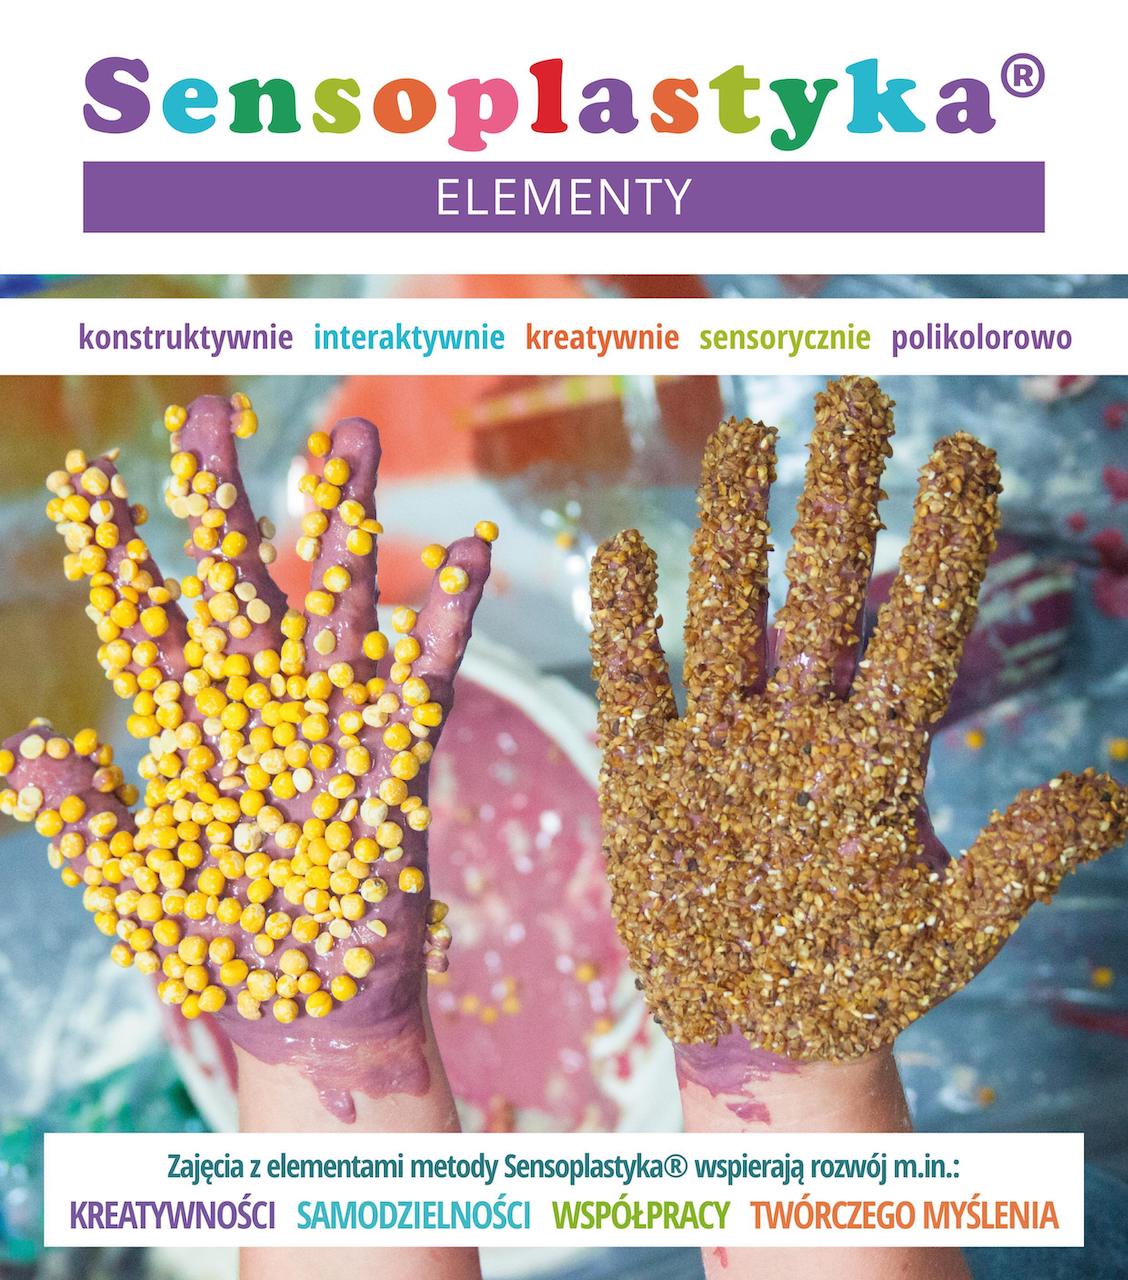 Sensoplastyka®
ELEMENTY
konstruktywnie interaktywnie kreatywnie sensorycznie polikolorowo
Zajęcia z elementami metody Sensoplastyka® wspierają rozwój m.in.:
KREATYWNOŚCI SAMODZIELNOŚCI WSPÓŁPRACY TWÓRCZEGO MYŚLENIA